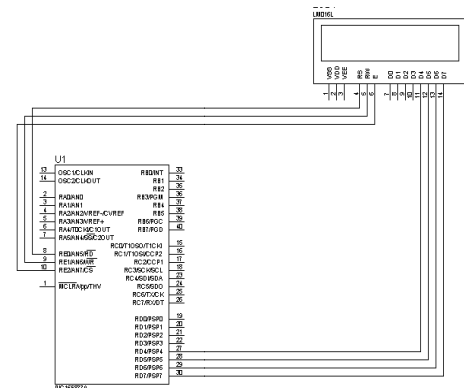 LM016L
VSS VDD VEE RS RW E D0 D1 D2 D3 D4 D5 D6 D7
1 2 3 4 5 6 7 8 9 10 11 12 13 14
U1
13 OSC1/CLKIN RB0/INT 33
14 OSC2/CLKOUT RB1 34
RB2 35
2 RA0/AN0 RB3/PGM 36
3 RA1/AN1 RB4 37
4 RA2/AN2/VREF-/CVREF RB5 38
5 RA3/AN3/VREF+ RB6/PGC 39
6 RA4/T0CKI/C1OUT RB7/PGD 40
7 RA5/AN4/SS/C2OUT
RC0/T1OSO/T1CKI 15
8 RE0/AN5/RD RC1/T1OSI/CCP2 16
9 RE1/AN6/WR RC2/CCP1 17
10 RE2/AN7/CS RC3/SCK/SCL 18
RC4/SDI/SDA 23
1 MCLR/Vpp/THV RC5/SDO 24
RC6/TX/CK 25
RC7/RX/DT 26
RD0/PSP0 19
RD1/PSP1 20
RD2/PSP2 21
RD3/PSP3 22
RD4/PSP4 27
RD5/PSP5 28
RD6/PSP6 29
RD7/PSP7 30